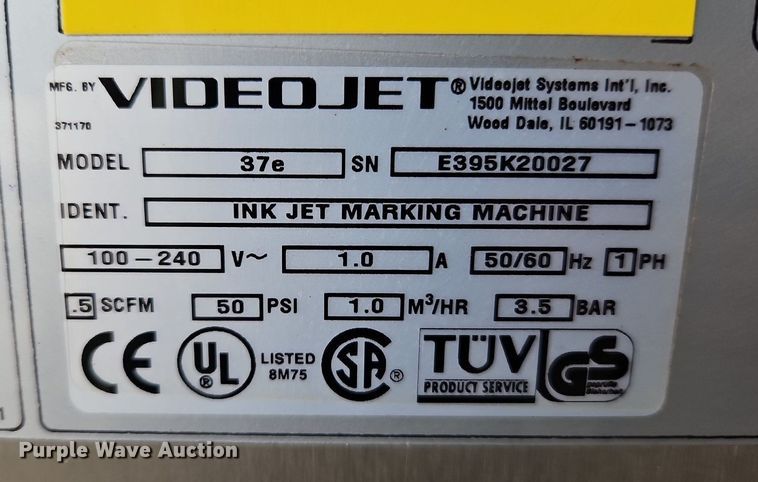 MFG. BY VIDEOJET® Videojet Systems Int'l, Inc.
1500 Mittel Boulevard
371170 Wood Dale, IL 60191-1073
MODEL 37e SN E395K20027
IDENT. INK JET MARKING MACHINE
100-240 V~ 1.0 A 50/60 Hz 1 PH
.5 SCFM 50 PSI 1.0 M³/HR 3.5 BAR
CE UL ® LISTED 8M75 SA ® TÜV PRODUCT SERVICE GS geprüfte Sicherheit
1
Purple Wave Auction